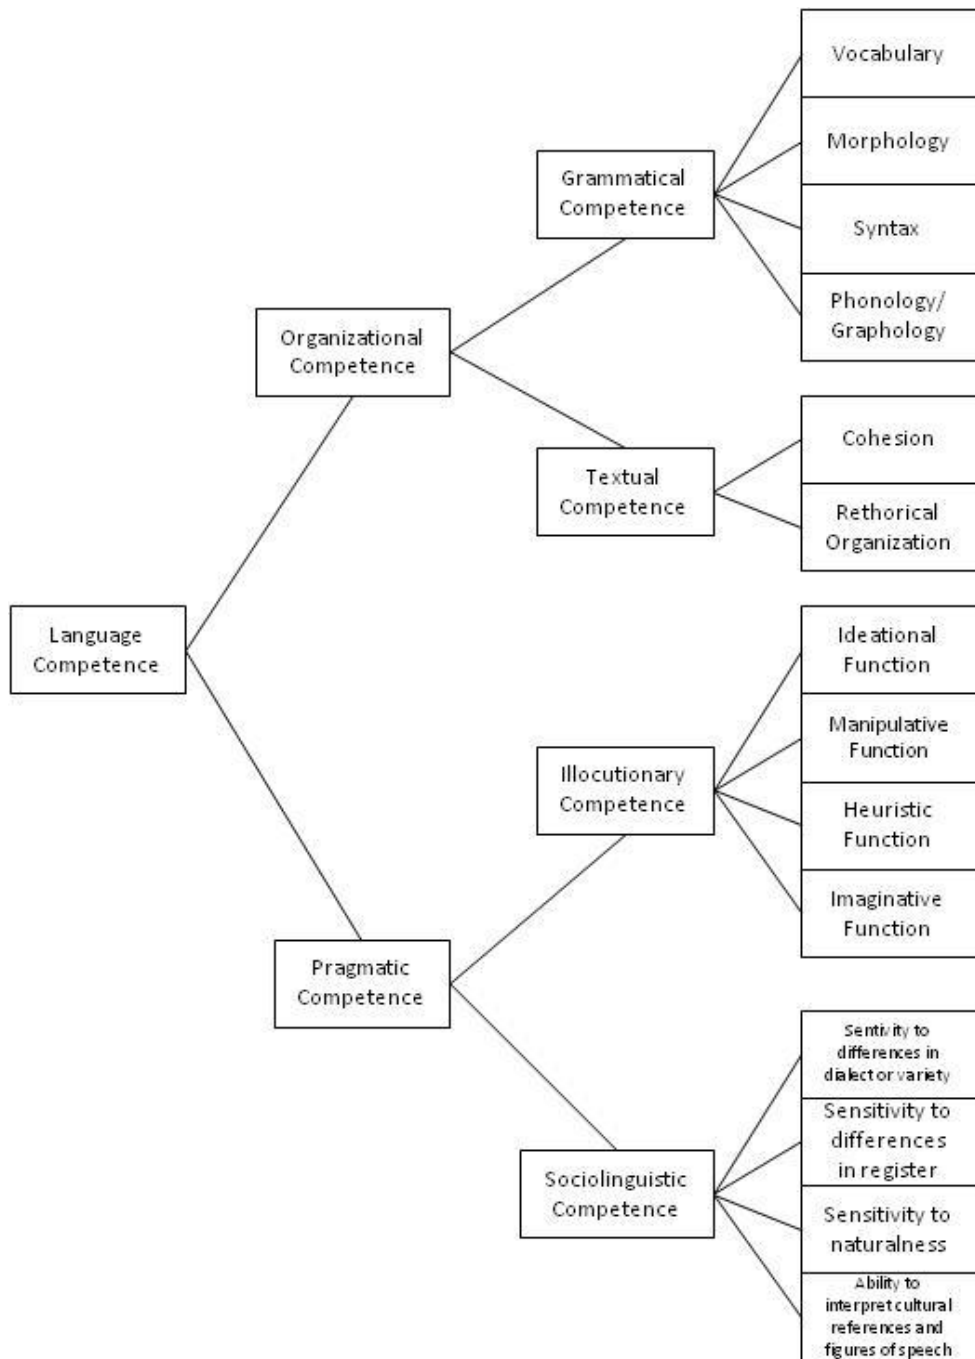 Language
Competence
Organizational
Competence
Pragmatic
Competence
Grammatical
Competence
Textual
Competence
Illocutionary
Competence
Sociolinguistic
Competence
Vocabulary
Morphology
Syntax
Phonology/
Graphology
Cohesion
Rethorical
Organization
Ideational
Function
Manipulative
Function
Heuristic
Function
Imaginative
Function
Sentivity to
differences in
dialect or variety
Sensitivity to
differences
in register
Sensitivity to
naturalness
Ability to
interpret cultural
references and
figures of speech